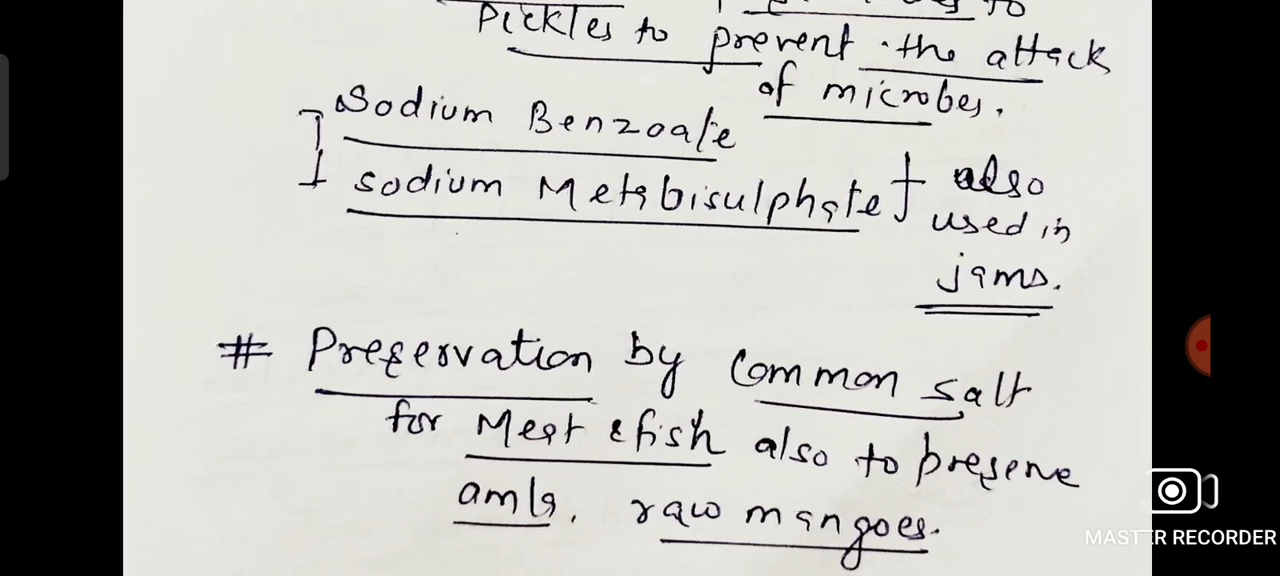 to
Pickles to prevent the attack
of microbes.
Sodium Benzoate
sodium Metabisulphate
also
used in
jams.
# Preservation by Common salt
for Meat & fish also to preserve
amla, raw mangoes.
MASTER RECORDER